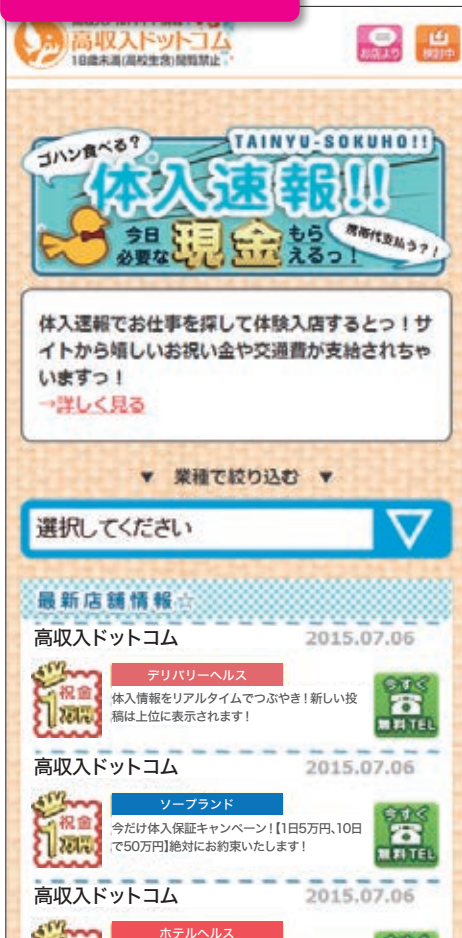 高収入ドットコム
18歳未満(高校生含)閲覧禁止
お店より
検討中
ゴハン食べる?
TAINYU-SOKUHO!!
体入速報!!
今日必要な現金もらえるっ!
携帯代支払う?!
体入速報でお仕事を探して体験入店するとっ!サ
イトから嬉しいお祝い金や交通費が支給されちゃ
いますっ!
→詳しく見る
▼ 業種で絞り込む ▼
選択してください
最新店舗情報☆
高収入ドットコム 2015.07.06
デリバリーヘルス
祝金
1万円
体入情報をリアルタイムでつぶやき!新しい投
稿は上位に表示されます!
今すぐ
無料TEL
高収入ドットコム 2015.07.06
ソープランド
祝金
1万円
今だけ体入保証キャンペーン!【1日5万円、10日
で50万円】絶対にお約束いたします!
今すぐ
無料TEL
高収入ドットコム 2015.07.06
ホテルヘルス